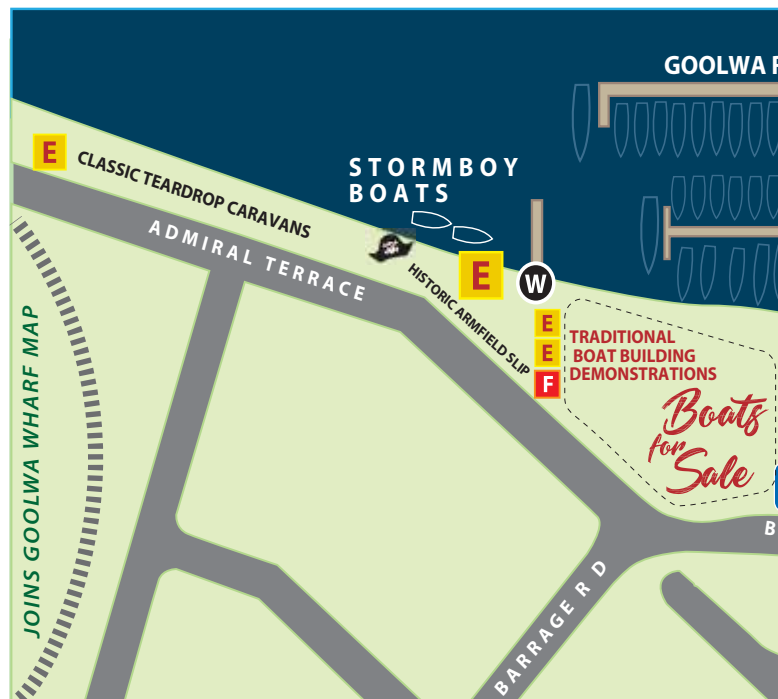 GOOLWA
E
CLASSIC TEARDROP CARAVANS
STORMBOY
BOATS
ADMIRAL TERRACE
HISTORIC ARMFIELD SLIP
E
W
E
E
F
TRADITIONAL
BOAT BUILDING
DEMONSTRATIONS
Boats
for
Sale
JOINS GOOLWA WHARF MAP
BARRAGE R D
B